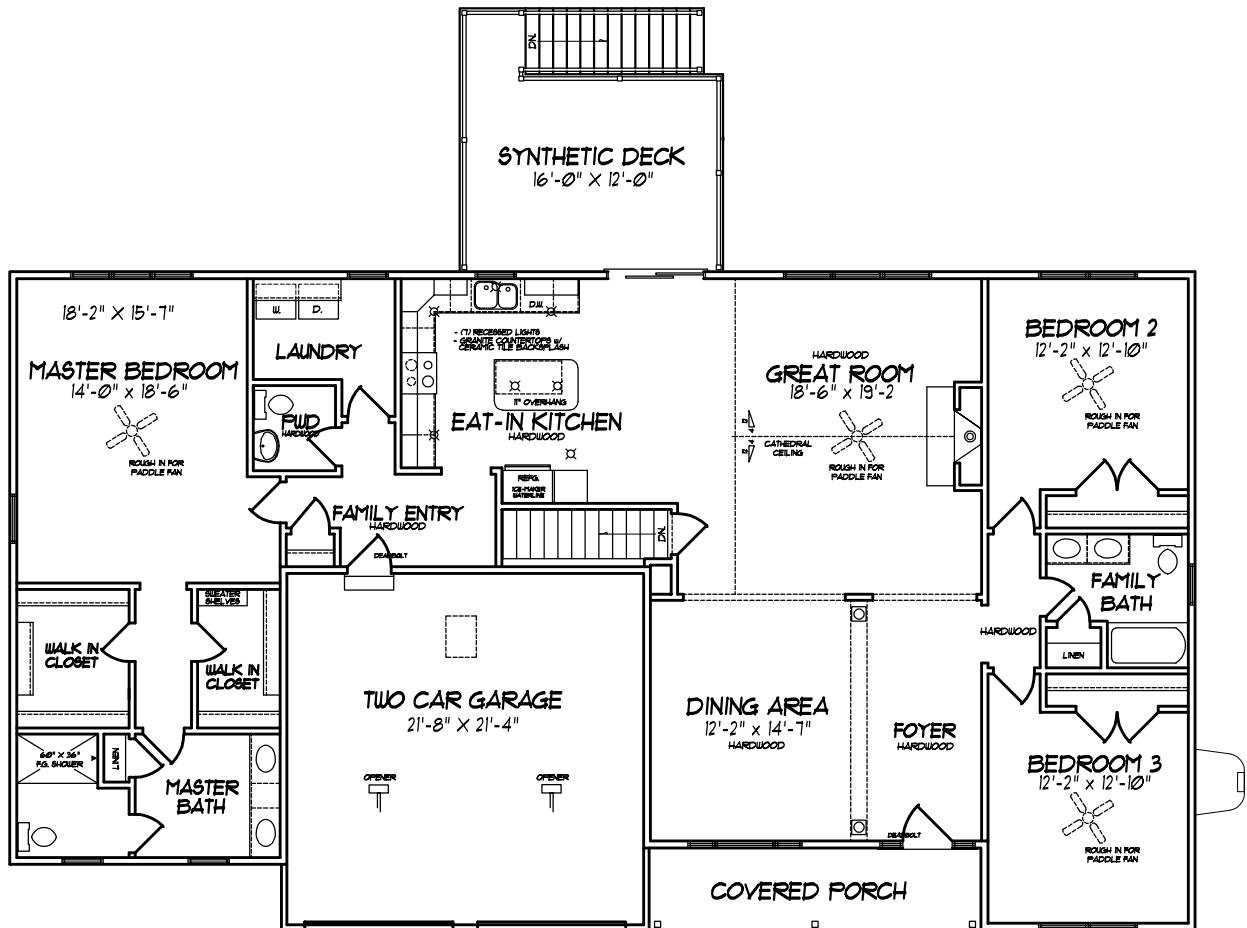 DN.
SYNTHETIC DECK
16'-0" X 12'-0"
18'-2" X 15'-7"
MASTER BEDROOM
14'-0" x 18'-6"
ROUGH IN FOR
PADDLE FAN
W.
D.
LAUNDRY
PWD
HARDWOOD
D.W.
- (7) RECESSED LIGHTS
- GRANITE COUNTERTOPS w/
CERAMIC TILE BACKSPLASH
11" OVERHANG
EAT-IN KITCHEN
HARDWOOD
REFG.
ICE-MAKER
WATERLINE
HARDWOOD
GREAT ROOM
18'-6" x 19'-2
12
4
4
12
CATHEDRAL
CEILING
ROUGH IN FOR
PADDLE FAN
BEDROOM 2
12'-2" x 12'-10"
ROUGH IN FOR
PADDLE FAN
FAMILY ENTRY
HARDWOOD
DEADBOLT
DN.
FAMILY
BATH
HARDWOOD
LINEN
SWEATER
SHELVES
WALK IN
CLOSET
WALK IN
CLOSET
TWO CAR GARAGE
21'-8" X 21'-4"
OPENER
OPENER
DINING AREA
12'-2" x 14'-7"
HARDWOOD
FOYER
HARDWOOD
DEADBOLT
BEDROOM 3
12'-2" x 12'-10"
ROUGH IN FOR
PADDLE FAN
60" X 36"
F.G. SHOWER
LINEN
MASTER
BATH
COVERED PORCH